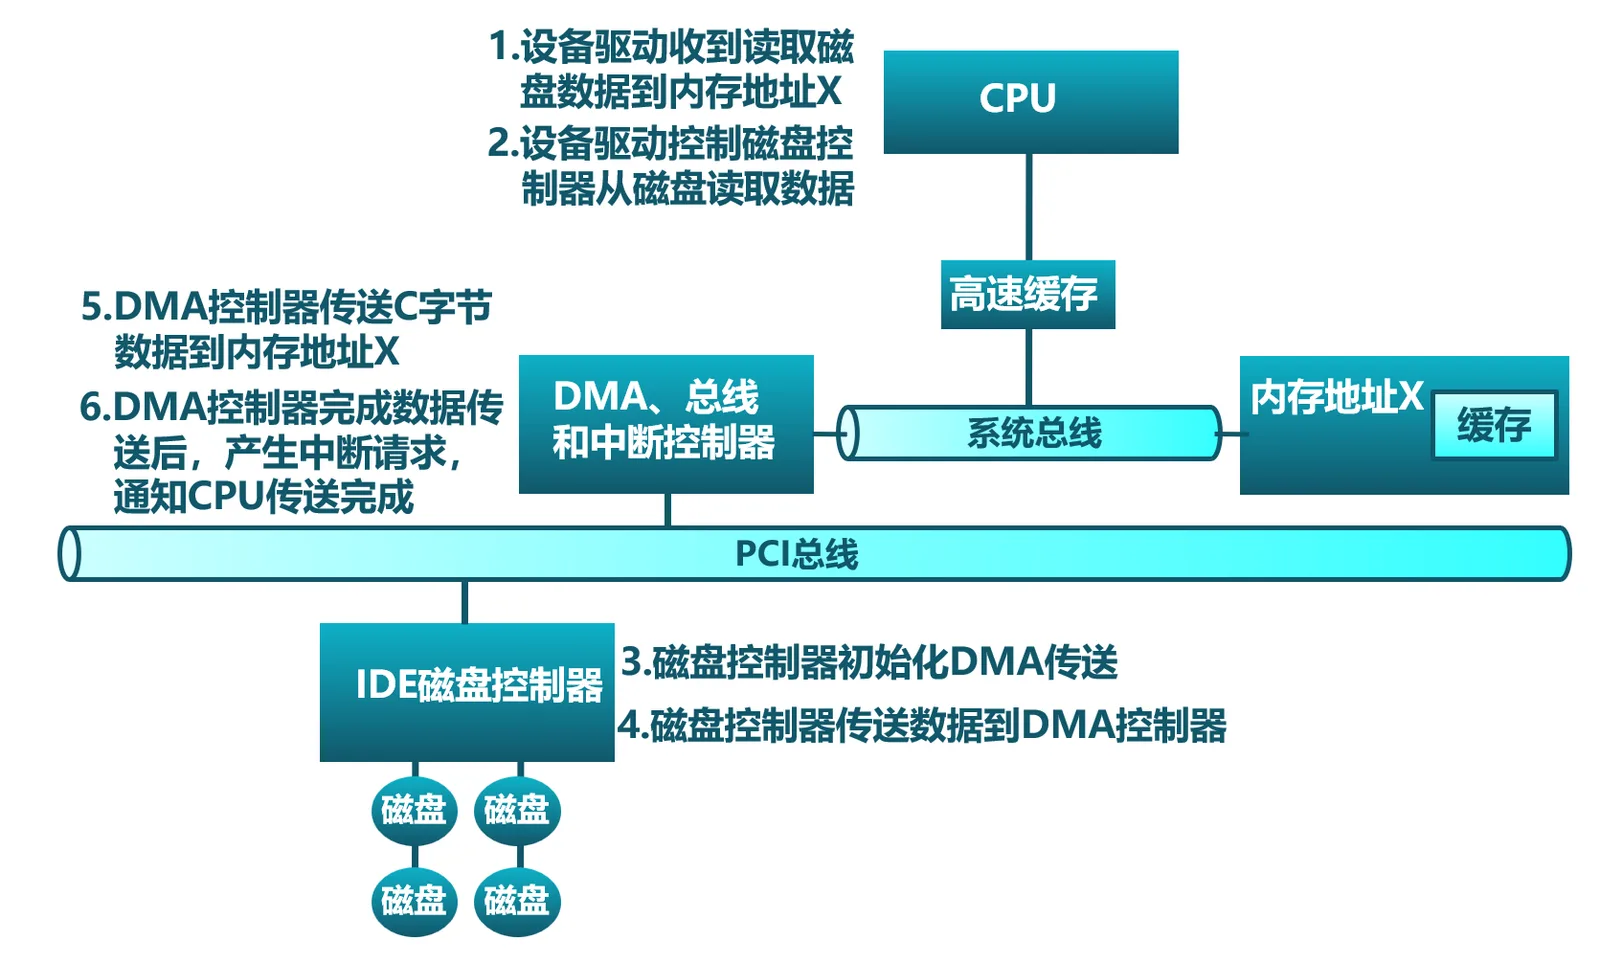 1.设备驱动收到读取磁
盘数据到内存地址X
2.设备驱动控制磁盘控
制器从磁盘读取数据
CPU
高速缓存
5.DMA控制器传送C字节
数据到内存地址X
6.DMA控制器完成数据传
送后，产生中断请求，
通知CPU传送完成
DMA、总线
和中断控制器
系统总线
内存地址X
缓存
PCI总线
IDE磁盘控制器
3.磁盘控制器初始化DMA传送
4.磁盘控制器传送数据到DMA控制器
磁盘
磁盘
磁盘
磁盘